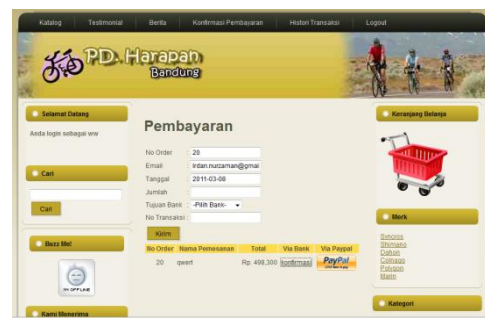 Katalog Testimonial Berita Konfirmasi Pembayaran Histori Transaksi Logout
PD. Harapan
Bandung
Selamat Datang
Anda login sebagai ww
Cari
Cari
Buzz Me!
I'M OFFLINE
Kami Menerima
Pembayaran
No Order : 20
Email : irdan.nurzaman@gmai
Tanggal : 2011-03-08
Jumlah :
Tujuan Bank : -Pilih Bank-
No Transaksi :
Kirim
No Order Nama Pemesanan Total Via Bank Via Paypal
20 qwert Rp. 498,300 konfirmasi PayPal
Keranjang Belanja
Merk
Syncros
Shimano
Dahon
Colnago
Polygon
Marin
Kategori